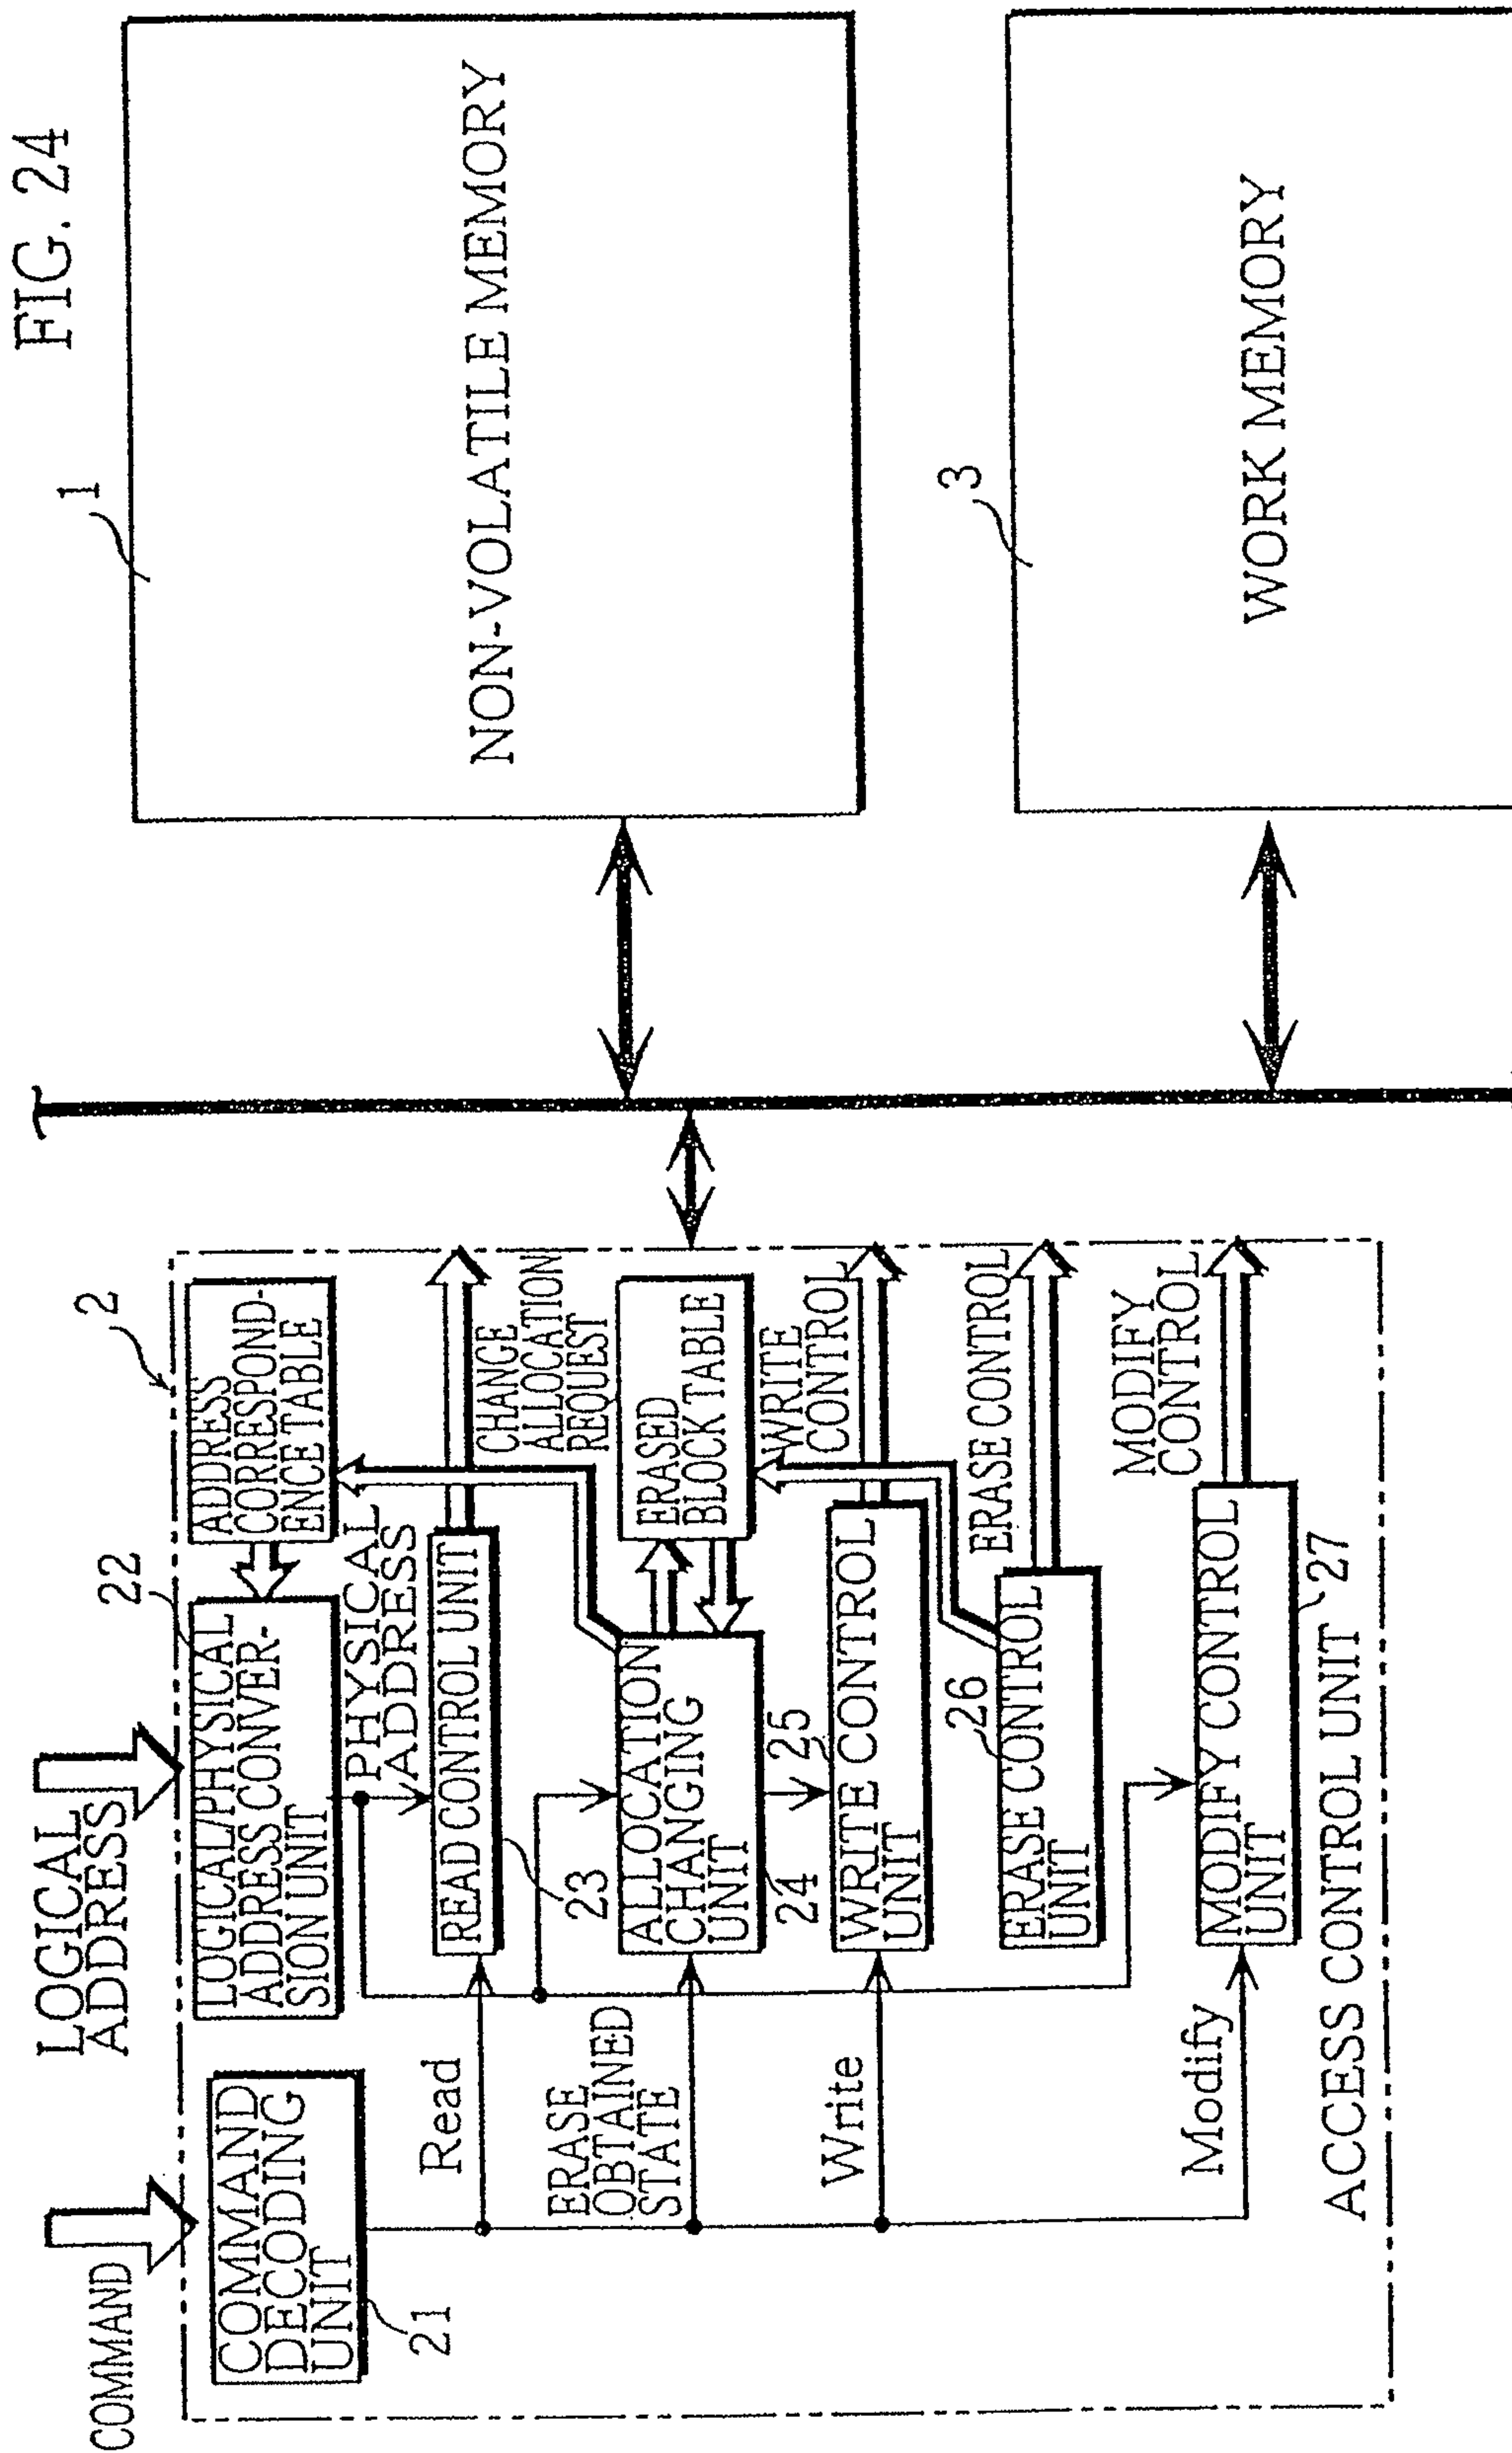 FIG. 24
COMMAND
LOGICAL
ADDRESS
2
1
COMMAND
DECODING
UNIT
21
LOGICAL/PHYSICAL
ADDRESS CONVER-
SION UNIT
22
ADDRESS
CORRESPOND-
ENCE TABLE
PHYSICAL
ADDRESS
Read
READ CONTROL UNIT
23
CHANGE
ALLOCATION
REQUEST
ERASE
OBTAINED
STATE
ALLOCATION
CHANGING
UNIT
24
ERASED
BLOCK TABLE
WRITE
CONTROL
Write
25
WRITE CONTROL
UNIT
26
ERASE CONTROL
UNIT
ERASE CONTROL
Modify
MODIFY CONTROL
UNIT
27
MODIFY
CONTROL
ACCESS CONTROL UNIT
NON-VOLATILE MEMORY
3
WORK MEMORY